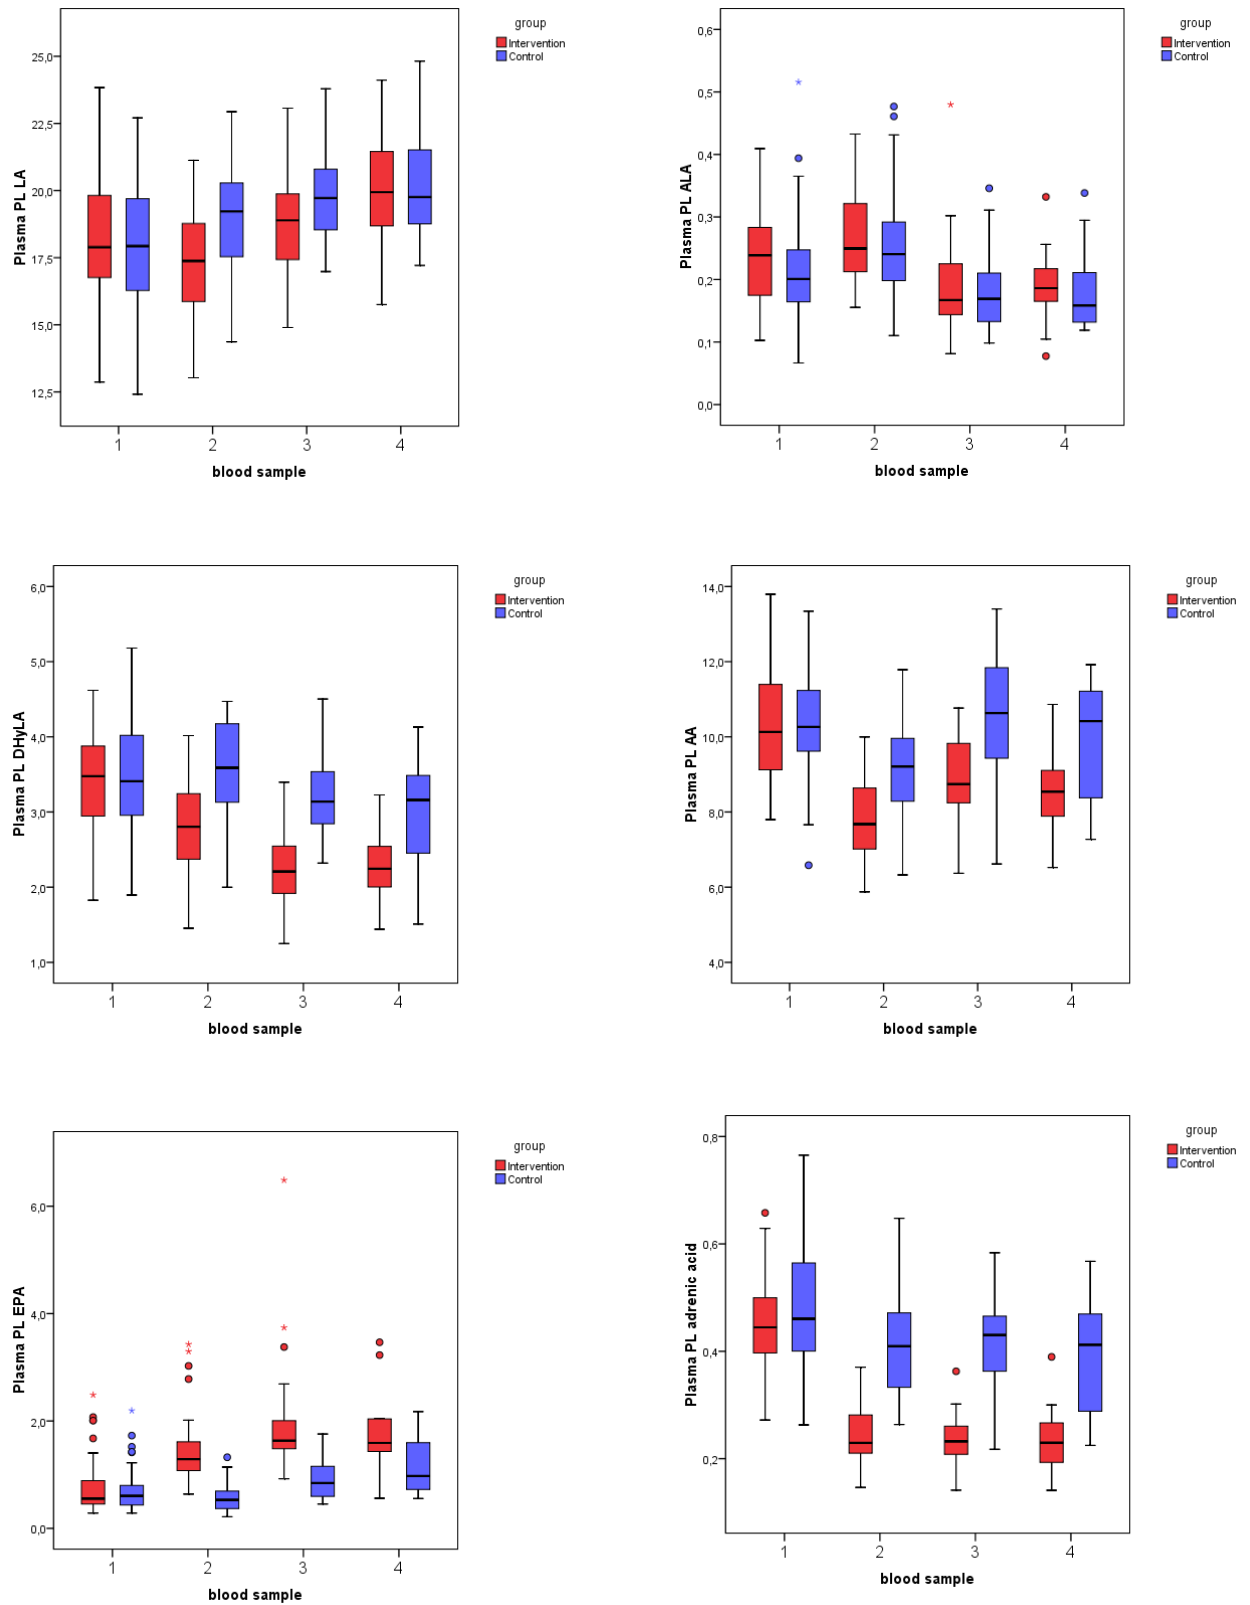 group
Intervention
Control
Plasma PL LA
25,0
22,5
20,0
17,5
15,0
12,5
1 2 3 4
blood sample
group
Intervention
Control
Plasma PL ALA
0,6
0,5
0,4
0,3
0,2
0,1
0,0
1 2 3 4
blood sample
group
Intervention
Control
Plasma PL DHyLA
6,0
5,0
4,0
3,0
2,0
1,0
1 2 3 4
blood sample
group
Intervention
Control
Plasma PL AA
14,0
12,0
10,0
8,0
6,0
4,0
1 2 3 4
blood sample
group
Intervention
Control
Plasma PL EPA
6,0
4,0
2,0
0,0
1 2 3 4
blood sample
group
Intervention
Control
Plasma PL adrenic acid
0,8
0,6
0,4
0,2
1 2 3 4
blood sample